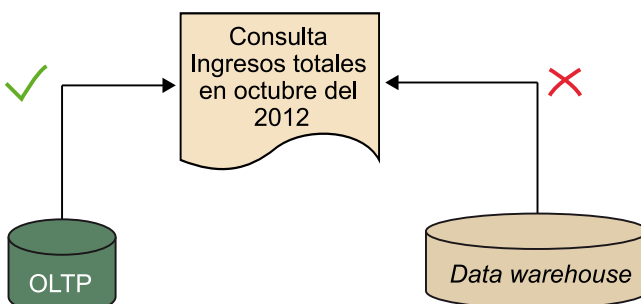 Consulta
Ingresos totales
en octubre del
2012
OLTP
Data warehouse